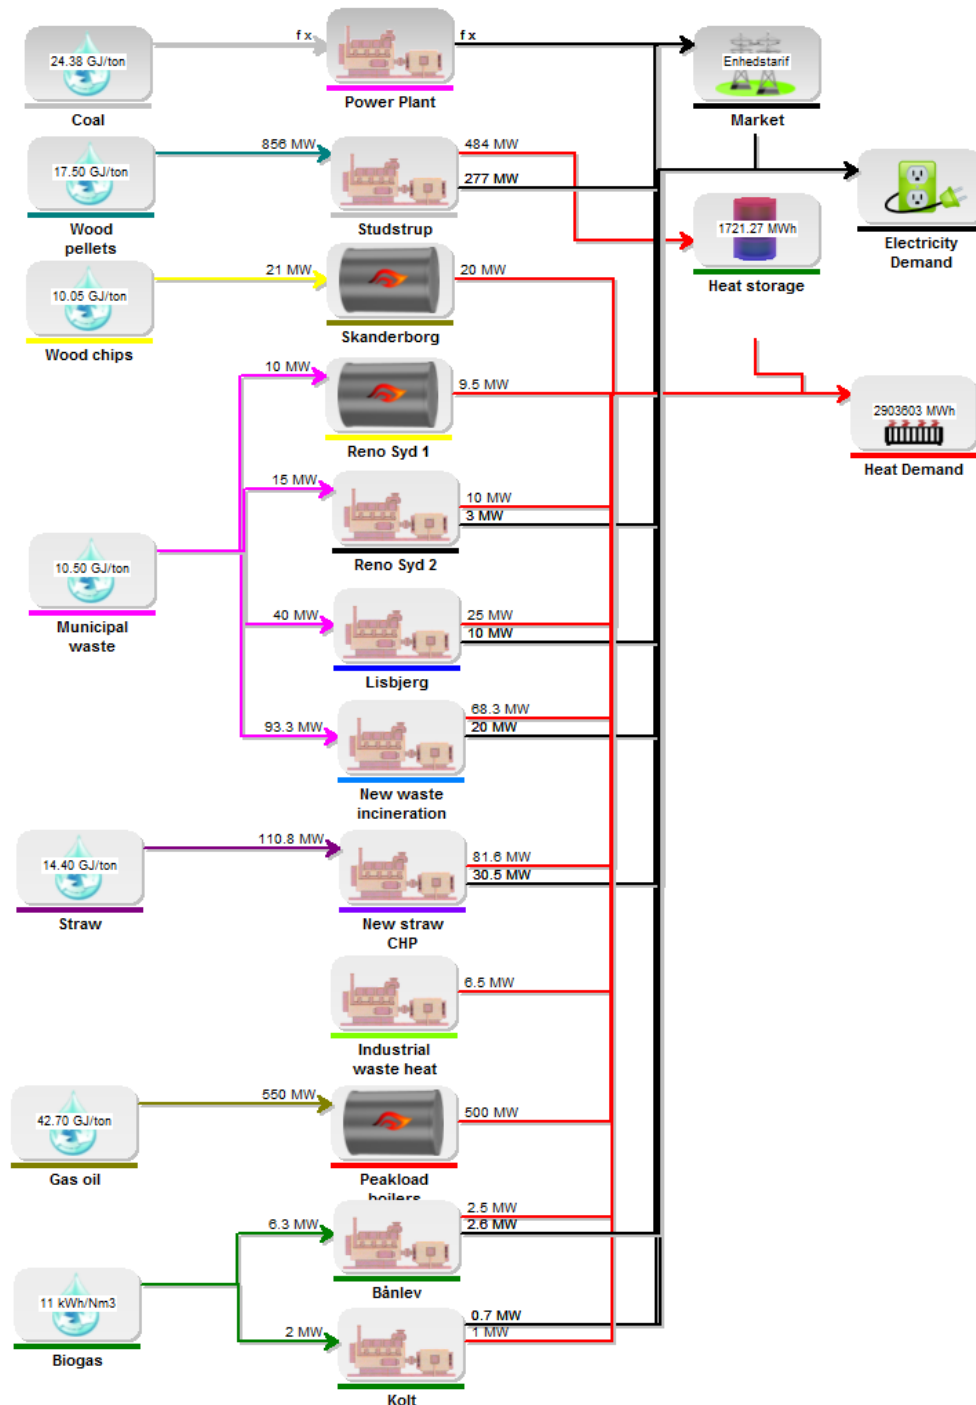 f x
f x
24.38 GJ/ton
Enhedstarif
Coal
Power Plant
Market
856 MW
484 MW
17.50 GJ/ton
277 MW
Wood
pellets
Studstrup
1721.27 MWh
Electricity
Demand
21 MW
20 MW
Heat storage
10.05 GJ/ton
Wood chips
Skanderborg
10 MW
9.5 MW
2903603 MWh
Reno Syd 1
Heat Demand
15 MW
10 MW
3 MW
10.50 GJ/ton
Reno Syd 2
Municipal
waste
40 MW
25 MW
10 MW
Lisbjerg
93.3 MW
68.3 MW
20 MW
New waste
incineration
110.8 MW
81.6 MW
14.40 GJ/ton
30.5 MW
Straw
New straw
CHP
6.5 MW
Industrial
waste heat
550 MW
500 MW
42.70 GJ/ton
Gas oil
Peakload
boilers
6.3 MW
2.5 MW
2.6 MW
Bånlev
11 kWh/Nm3
0.7 MW
2 MW
1 MW
Biogas
Kolt